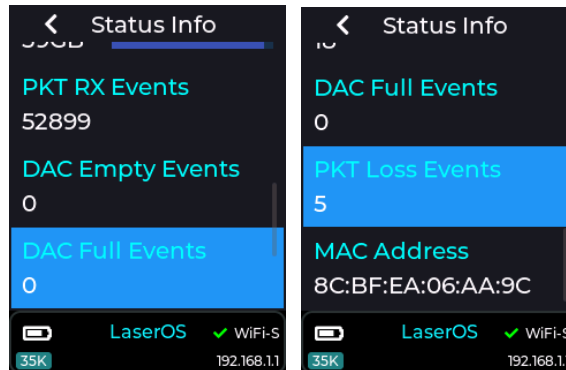 Status Info
PKT RX Events
52899
DAC Empty Events
0
DAC Full Events
0
LaserOS
WiFi-S
35K
192.168.1.1
Status Info
DAC Full Events
0
PKT Loss Events
5
MAC Address
8C:BF:EA:06:AA:9C
LaserOS
WiFi-S
35K
192.168.1.1